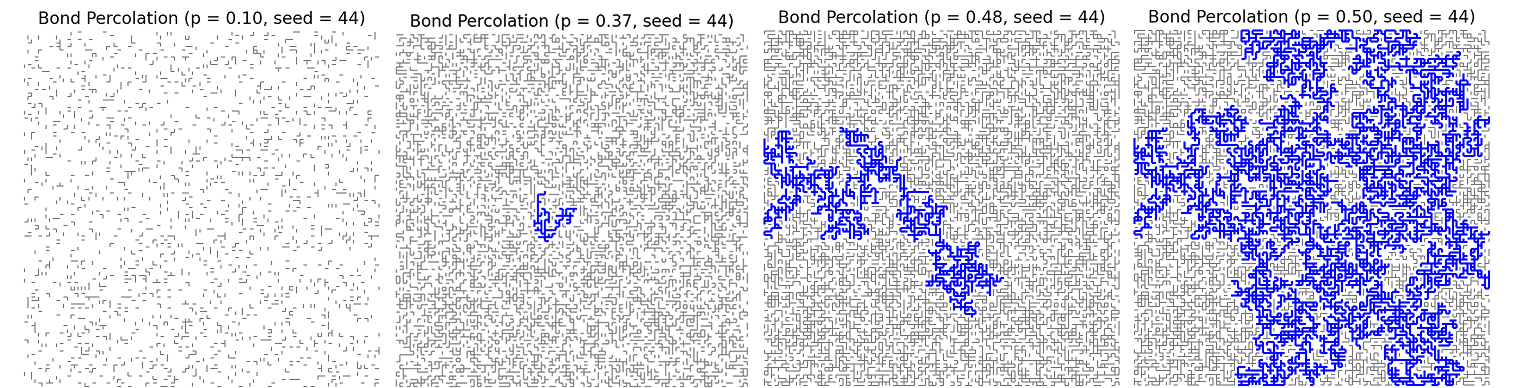 Bond Percolation (p = 0.10, seed = 44)
Bond Percolation (p = 0.37, seed = 44)
Bond Percolation (p = 0.48, seed = 44)
Bond Percolation (p = 0.50, seed = 44)